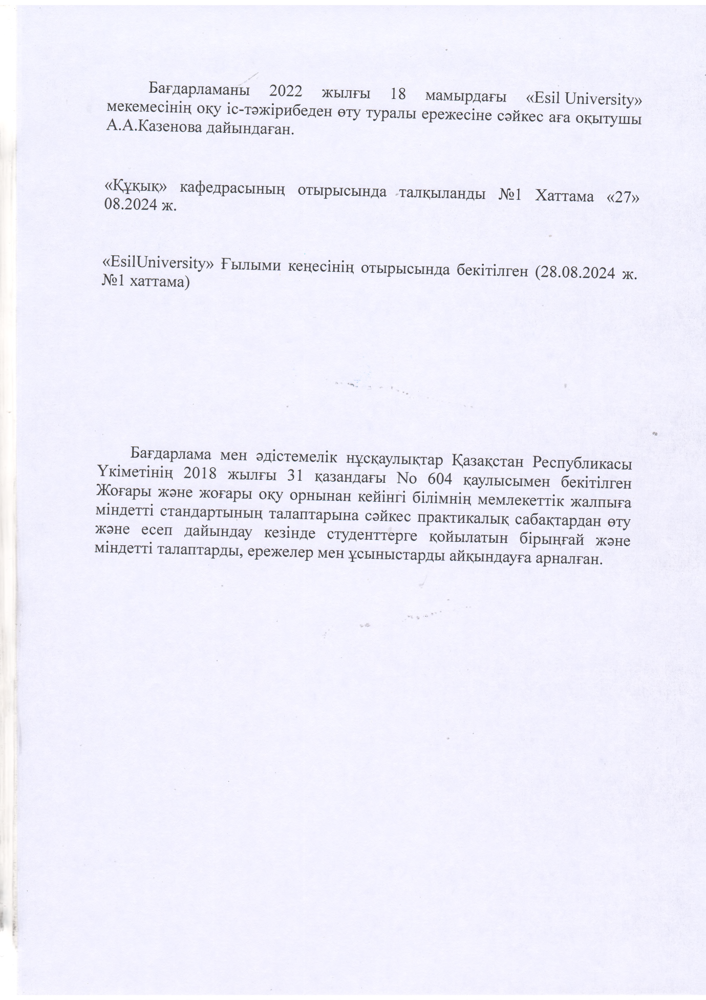 Бағдарламаны 2022 жылғы 18 мамырдағы «Esil University»
мекемесінің оқу іс-тәжірибеден өту туралы ережесіне сәйкес аға оқытушы
А.А.Казенова дайындаған.
«Құқық» кафедрасының отырысында талқыланды №1 Хаттама «27»
08.2024 ж.
«EsilUniversity» Ғылыми кеңесінің отырысында бекітілген (28.08.2024 ж.
№1 хаттама)
Бағдарлама мен әдістемелік нұсқаулықтар Қазақстан Республикасы
Үкіметінің 2018 жылғы 31 қазандағы No 604 қаулысымен бекітілген
Жоғары және жоғары оқу орнынан кейінгі білімнің мемлекеттік жалпыға
міндетті стандартының талаптарына сәйкес практикалық сабақтардан өту
және есеп дайындау кезінде студенттерге қойылатын бірыңғай және
міндетті талаптарды, ережелер мен ұсыныстарды айқындауға арналған.